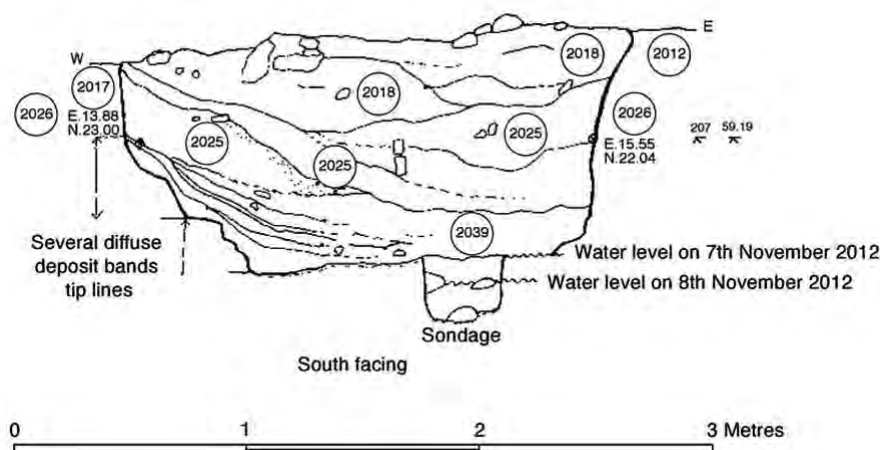 E
W
2018
2012
2017
2018
2026
2026
E.13.88
N.23.00
2025
2025
2025
E.15.55
N.22.04
207 59.19
2039
Several diffuse
deposit bands
tip lines
Water level on 7th November 2012
Water level on 8th November 2012
Sondage
South facing
0 1 2 3 Metres